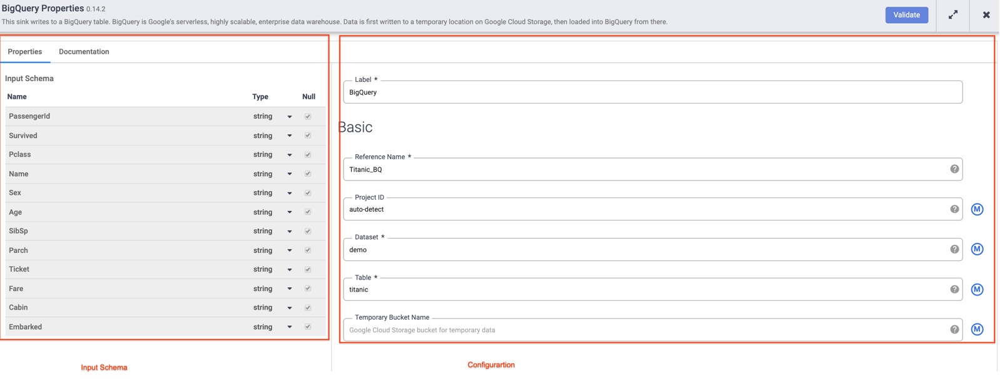 BigQuery Properties 0.14.2
This sink writes to a BigQuery table. BigQuery is Google's serverless, highly scalable, enterprise data warehouse. Data is first written to a temporary location on Google Cloud Storage, then loaded into BigQuery from there.
Validate
Properties Documentation
Input Schema
Name Type Null
PassengerId string
Survived string
Pclass string
Name string
Sex string
Age string
SibSp string
Parch string
Ticket string
Fare string
Cabin string
Embarked string
Input Schema
Label *
BigQuery
Basic
Reference Name *
Titanic_BQ ?
Project ID
auto-detect ? M
Dataset *
demo ? M
Table *
titanic ? M
Temporary Bucket Name
Google Cloud Storage bucket for temporary data ? M
Configurartion